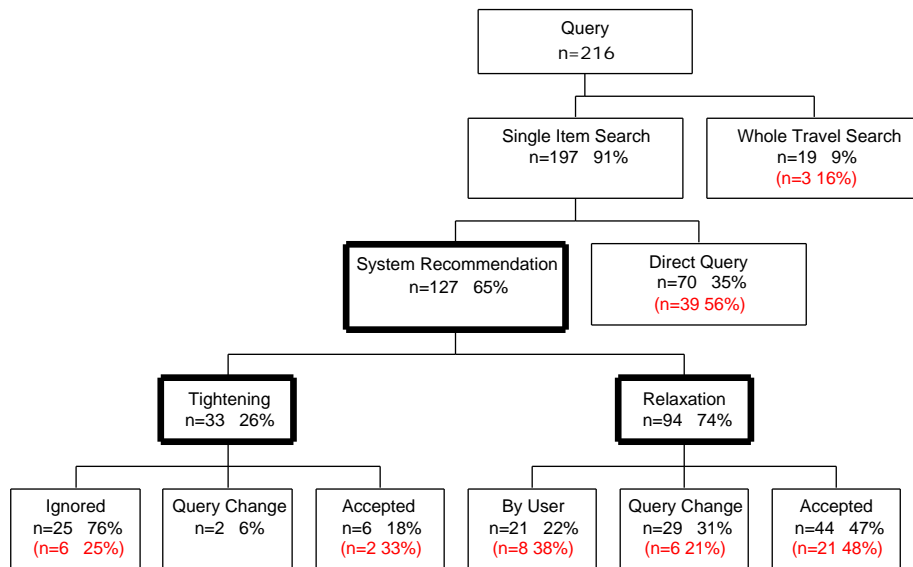 Query
n=216
Single Item Search
n=197 91%
Whole Travel Search
n=19 9%
(n=3 16%)
System Recommendation
n=127 65%
Direct Query
n=70 35%
(n=39 56%)
Tightening
n=33 26%
Relaxation
n=94 74%
Ignored
n=25 76%
(n=6 25%)
Query Change
n=2 6%
Accepted
n=6 18%
(n=2 33%)
By User
n=21 22%
(n=8 38%)
Query Change
n=29 31%
(n=6 21%)
Accepted
n=44 47%
(n=21 48%)